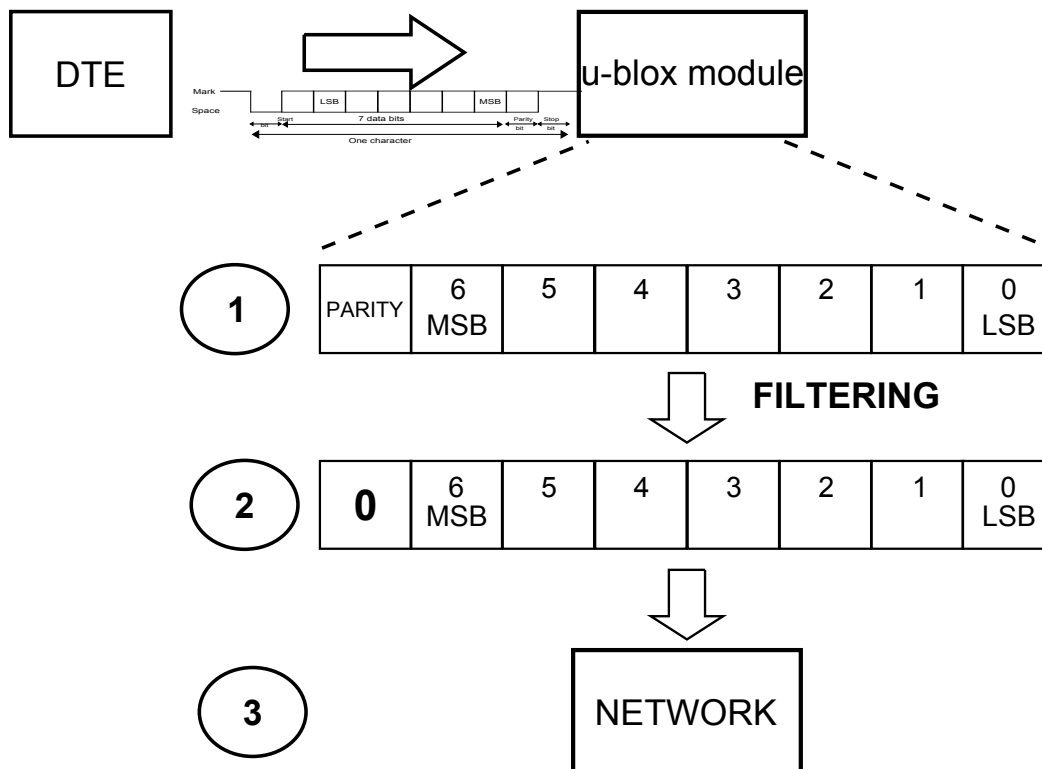 DTE
u-blox module
Mark
LSB
MSB
Space
Start
bit
7 data bits
Parity
bit
Stop
bit
One character
1
PARITY
6
MSB
5
4
3
2
1
0
LSB
FILTERING
2
0
6
MSB
5
4
3
2
1
0
LSB
3
NETWORK